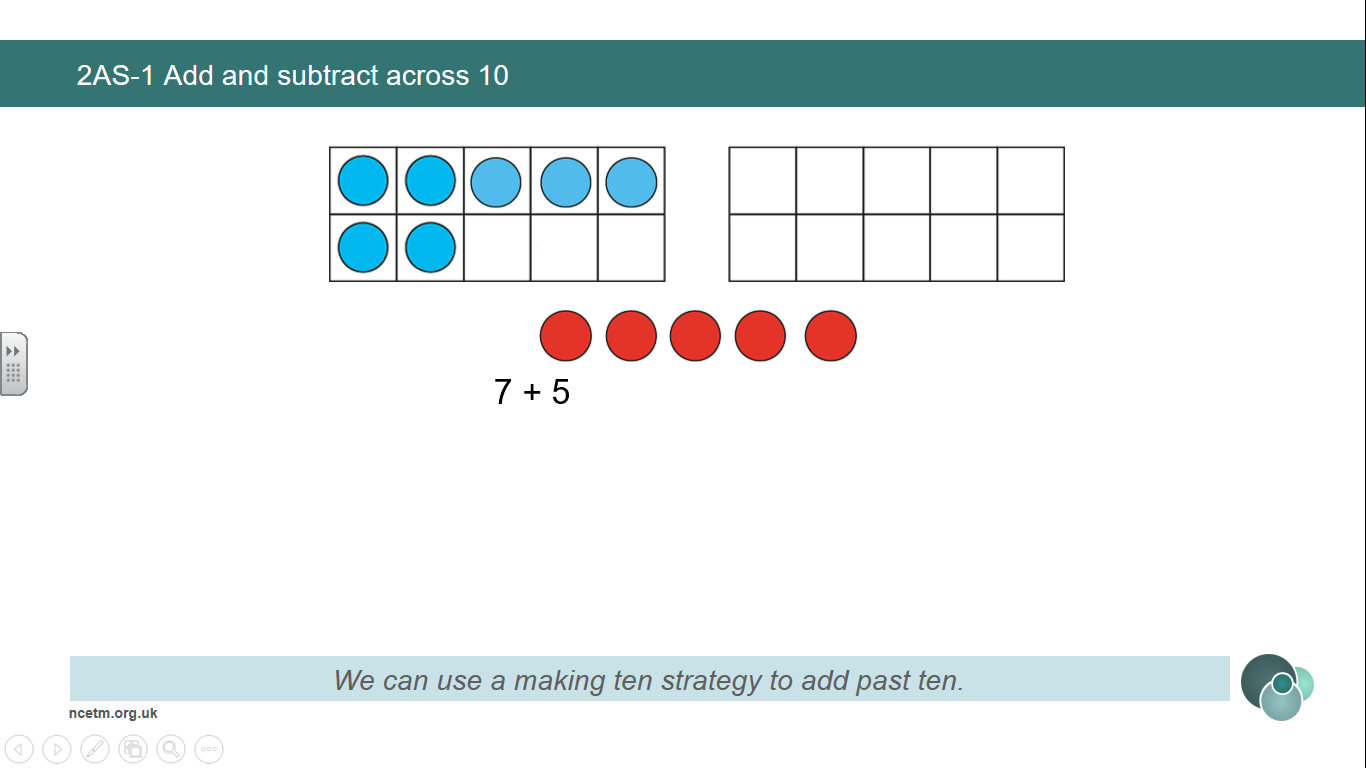 2AS-1 Add and subtract across 10
7 + 5
We can use a making ten strategy to add past ten.
ncetm.org.uk